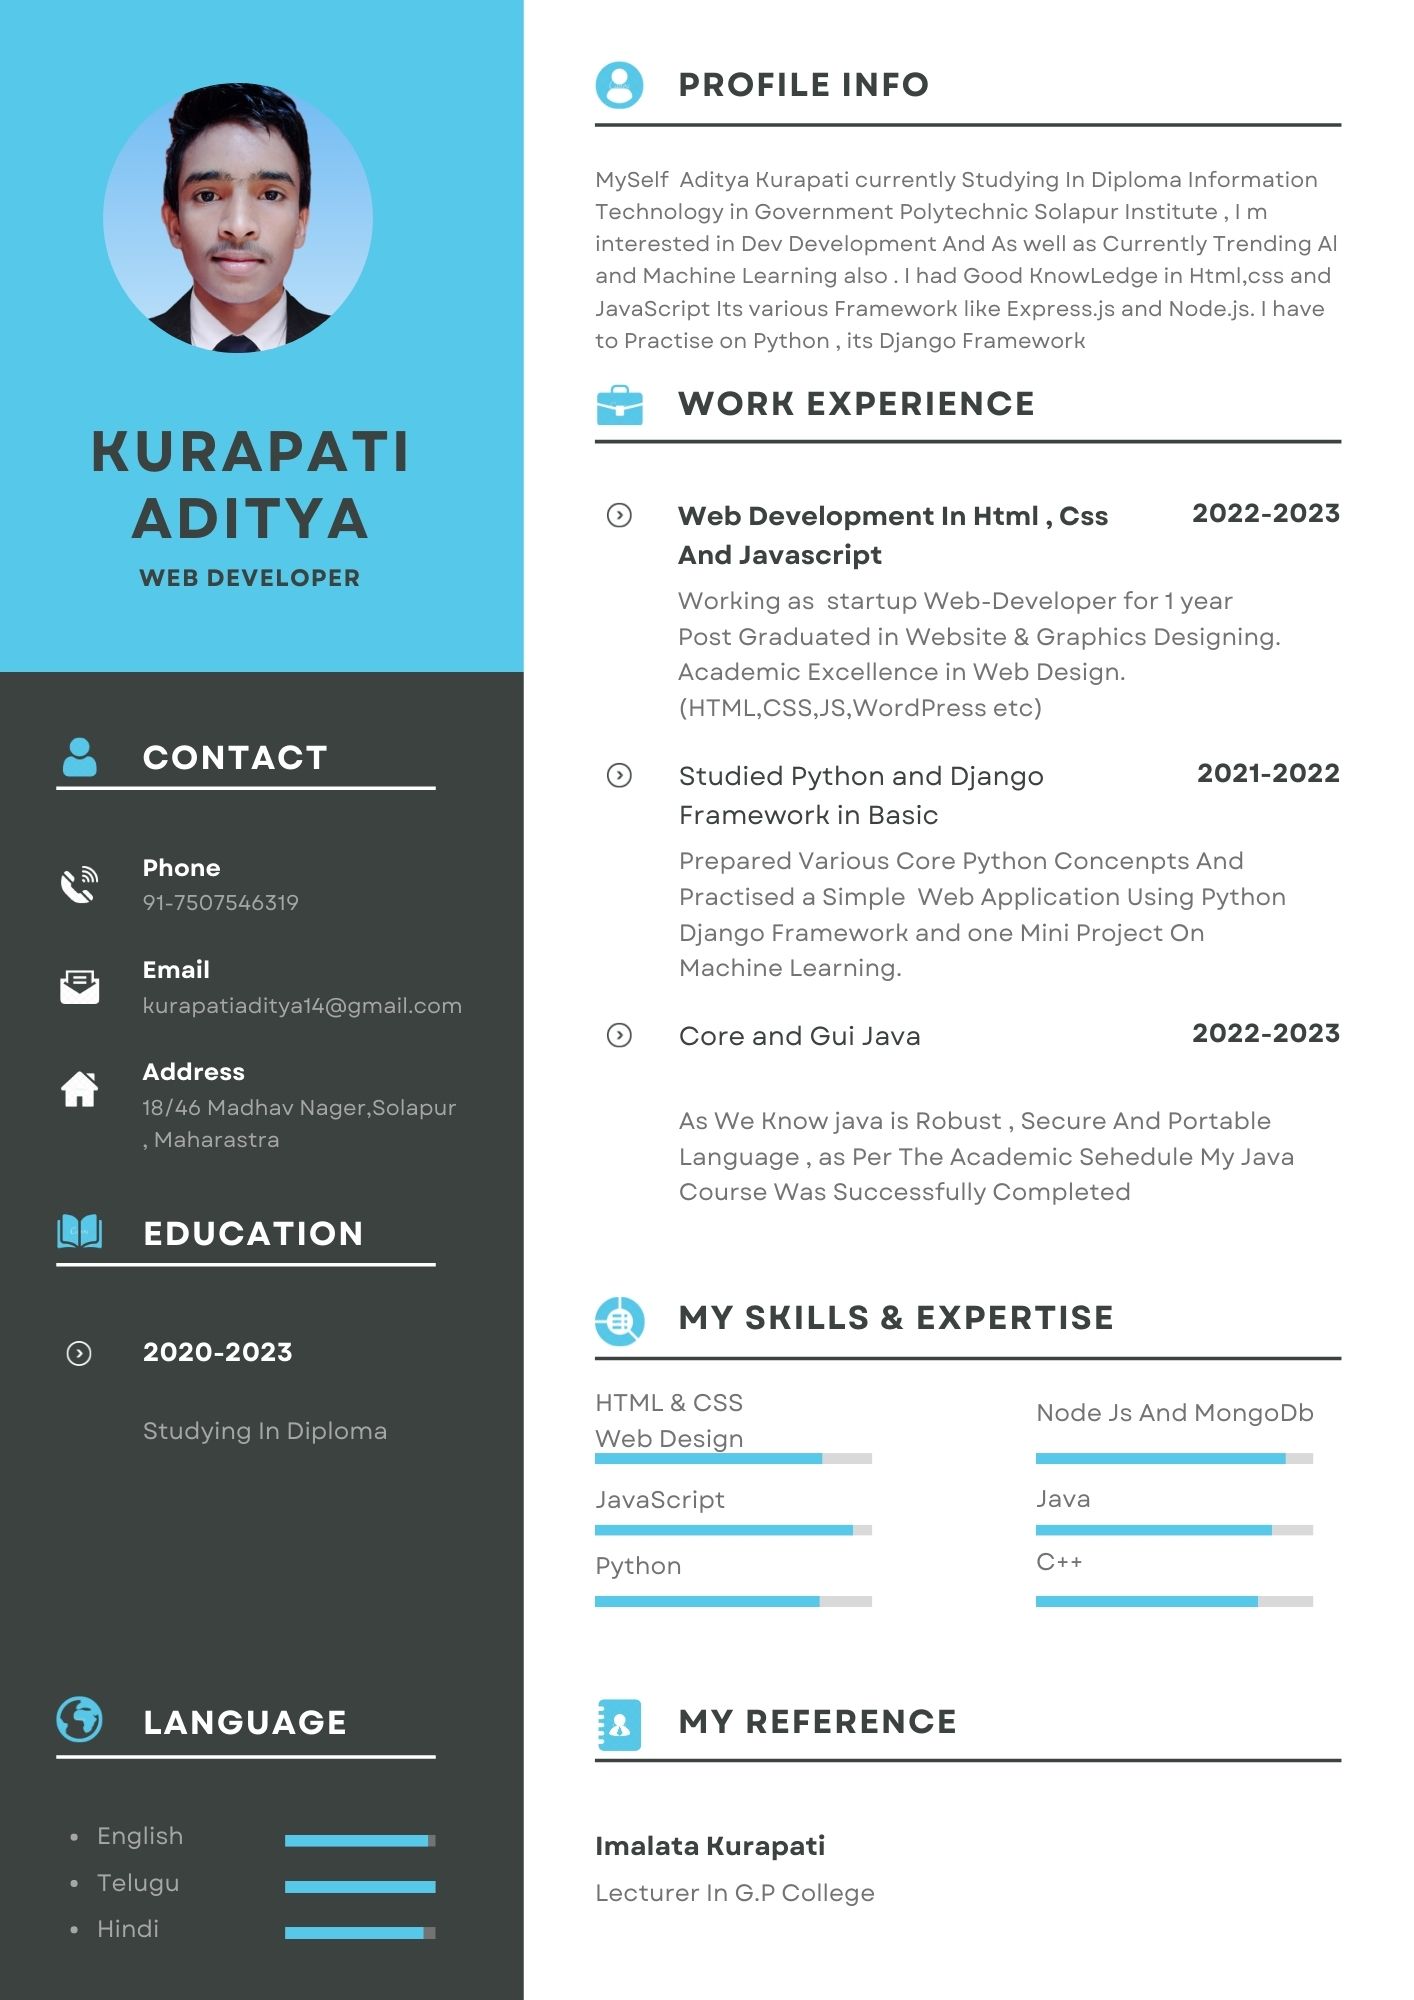 KURAPATI
ADITYA
WEB DEVELOPER
CONTACT
Phone
91-7507546319
Email
kurapatiaditya14@gmail.com
Address
18/46 Madhav Nager,Solapur
, Maharastra
EDUCATION
2020-2023
Studying In Diploma
LANGUAGE
English
Telugu
Hindi
PROFILE INFO
MySelf  Aditya Kurapati currently Studying In Diploma Information
Technology in Government Polytechnic Solapur Institute , I m
interested in Dev Development And As well as Currently Trending AI
and Machine Learning also . I had Good KnowLedge in Html,css and
JavaScript Its various Framework like Express.js and Node.js. I have
to Practise on Python , its Django Framework
WORK EXPERIENCE
Web Development In Html , Css
And Javascript
2022-2023
Working as  startup Web-Developer for 1 year
Post Graduated in Website & Graphics Designing.
Academic Excellence in Web Design.
(HTML,CSS,JS,WordPress etc)
Studied Python and Django
Framework in Basic
2021-2022
Prepared Various Core Python Concenpts And
Practised a Simple  Web Application Using Python
Django Framework and one Mini Project On
Machine Learning.
Core and Gui Java
2022-2023
As We Know java is Robust , Secure And Portable
Language , as Per The Academic Sehedule My Java
Course Was Successfully Completed
MY SKILLS & EXPERTISE
HTML & CSS
Web Design
Node Js And MongoDb
JavaScript
Java
Python
C++
MY REFERENCE
Imalata Kurapati
Lecturer In G.P College